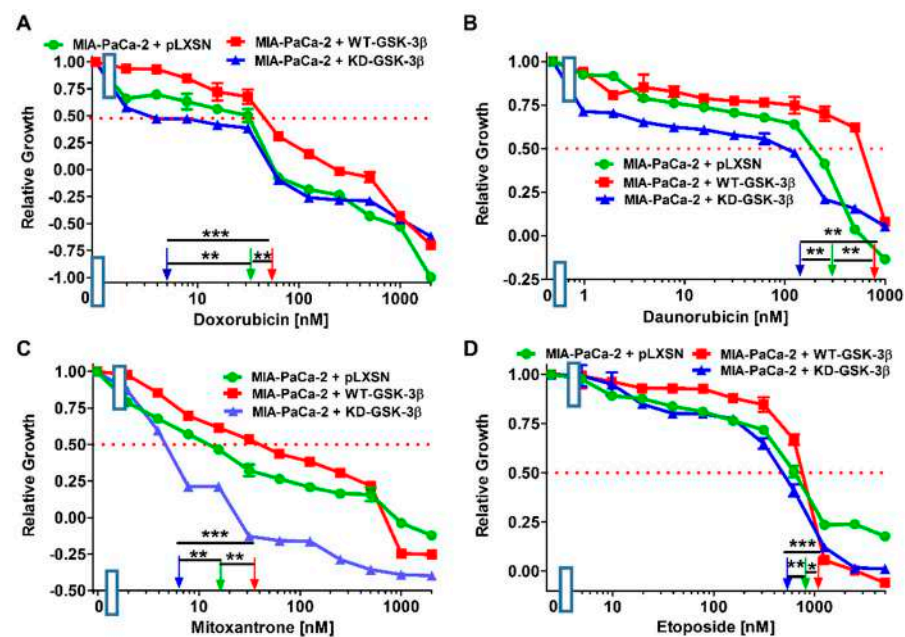 A
MIA-PaCa-2 + pLXSN
MIA-PaCa-2 + WT-GSK-3β
MIA-PaCa-2 + KD-GSK-3β
Relative Growth
1.00
0.75
0.50
0.25
0.00
-0.25
-0.50
-0.75
-1.00
*** 
** **
0 10 100 1000
Doxorubicin [nM]
B
Relative Growth
1.00
0.75
0.50
0.25
0.00
-0.25
MIA-PaCa-2 + pLXSN
MIA-PaCa-2 + WT-GSK-3β
MIA-PaCa-2 + KD-GSK-3β
**
** **
0 1 10 100 1000
Daunorubicin [nM]
C
MIA-PaCa-2 + pLXSN
MIA-PaCa-2 + WT-GSK-3β
MIA-PaCa-2 + KD-GSK-3β
Relative Growth
1.00
0.75
0.50
0.25
0.00
-0.25
-0.50
***
** **
0 10 100 1000
Mitoxantrone [nM]
D
MIA-PaCa-2 + pLXSN
MIA-PaCa-2 + WT-GSK-3β
MIA-PaCa-2 + KD-GSK-3β
Relative Growth
1.00
0.75
0.50
0.25
0.00
***
** *
0 10 100 1000
Etoposide [nM]